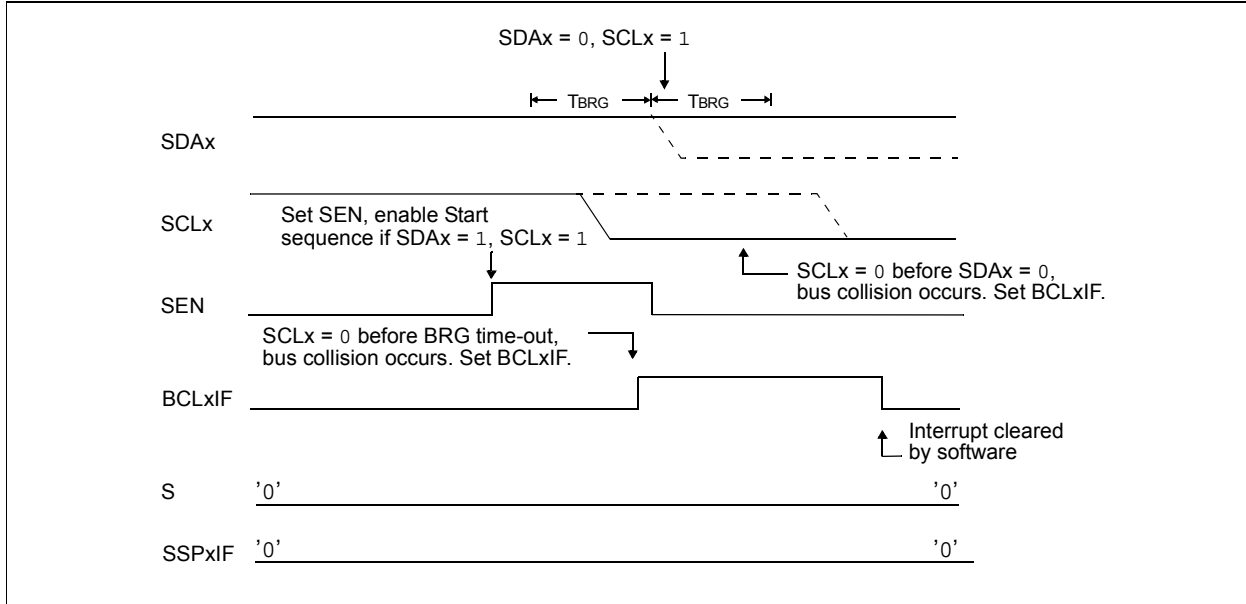 SDAx = 0, SCLx = 1
TBRG TBRG
SDAx
SCLx
Set SEN, enable Start
sequence if SDAx = 1, SCLx = 1
SCLx = 0 before SDAx = 0,
bus collision occurs. Set BCLxIF.
SEN
SCLx = 0 before BRG time-out,
bus collision occurs. Set BCLxIF.
BCLxIF
Interrupt cleared
by software
S '0' '0'
SSPxIF '0' '0'